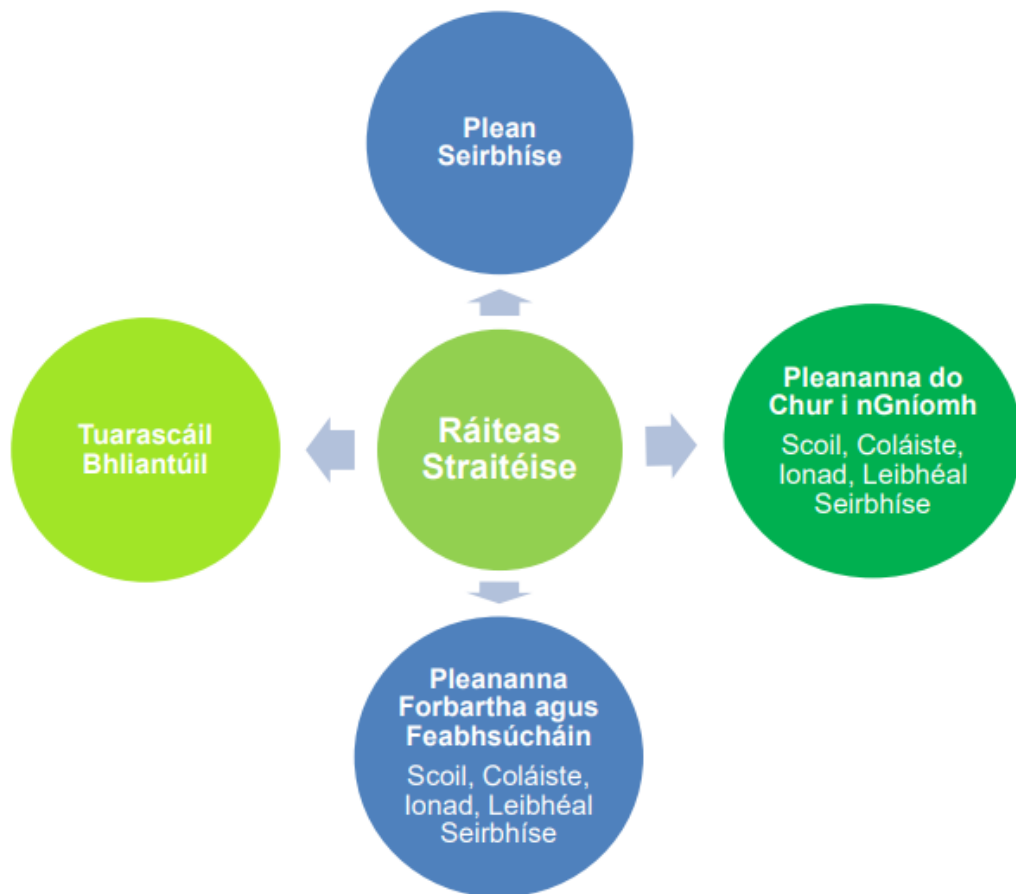 Plean
Seirbhíse
Tuarascáil
Bhliantúil
Ráiteas
Straitéise
Pleananna do
Chur i nGníomh
Scoil, Coláiste,
Ionad, Leibhéal
Seirbhíse
Pleananna
Forbartha agus
Feabhsúcháin
Scoil, Coláiste,
Ionad, Leibhéal
Seirbhíse